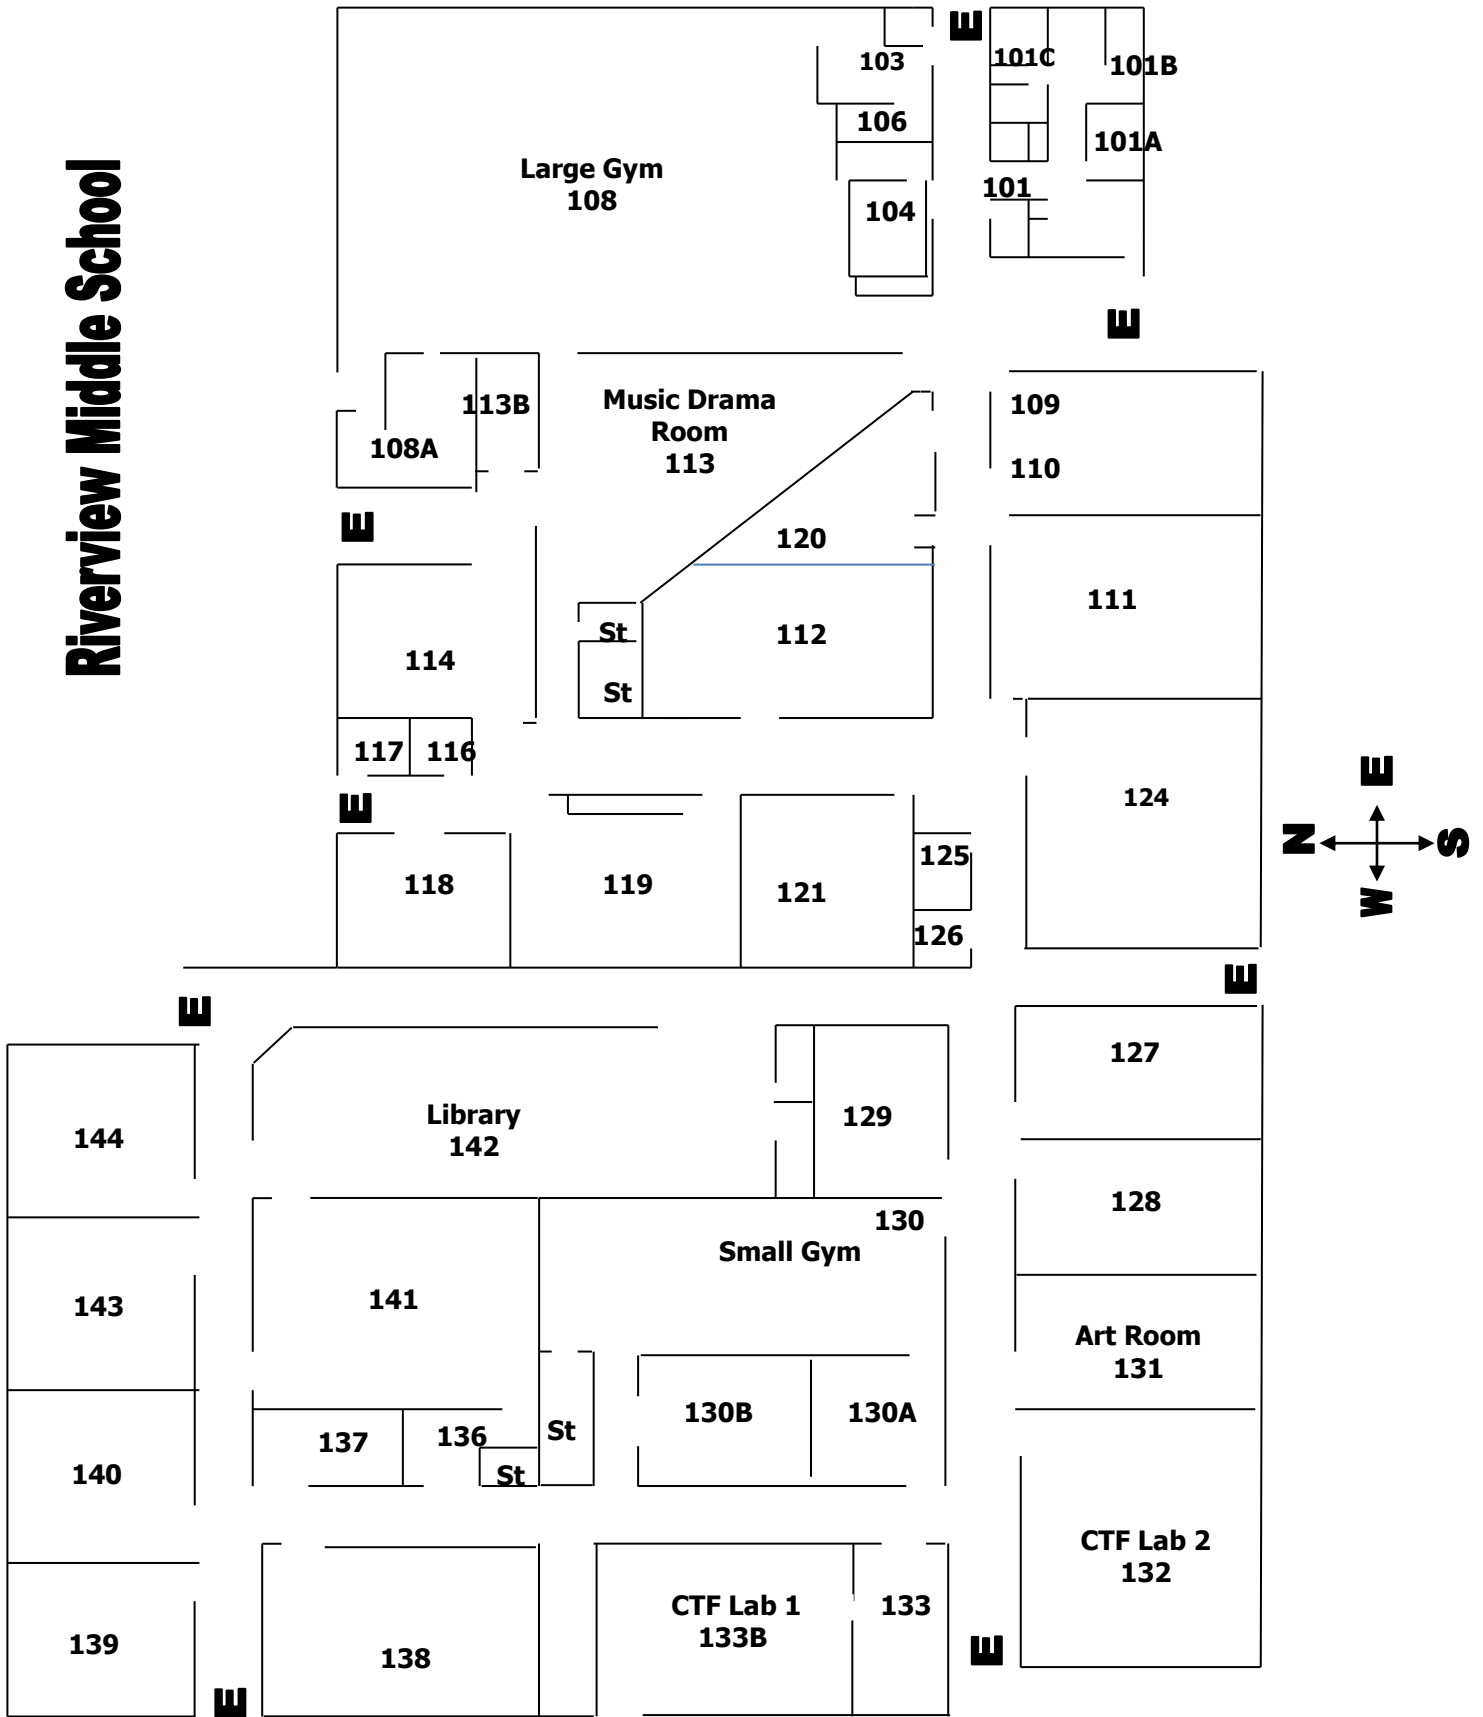 Riverview Middle School
E
103
101C
101B
106
101A
Large Gym
108
101
104
E
113B
Music Drama
Room
113
109
108A
110
E
120
111
St
112
114
St
117
116
E
124
E
N
S
W
118
119
121
125
126
E
E
127
144
Library
142
129
128
130
Small Gym
143
141
Art Room
131
130B
130A
137
136
St
St
140
CTF Lab 2
132
CTF Lab 1
133B
133
139
138
E
E